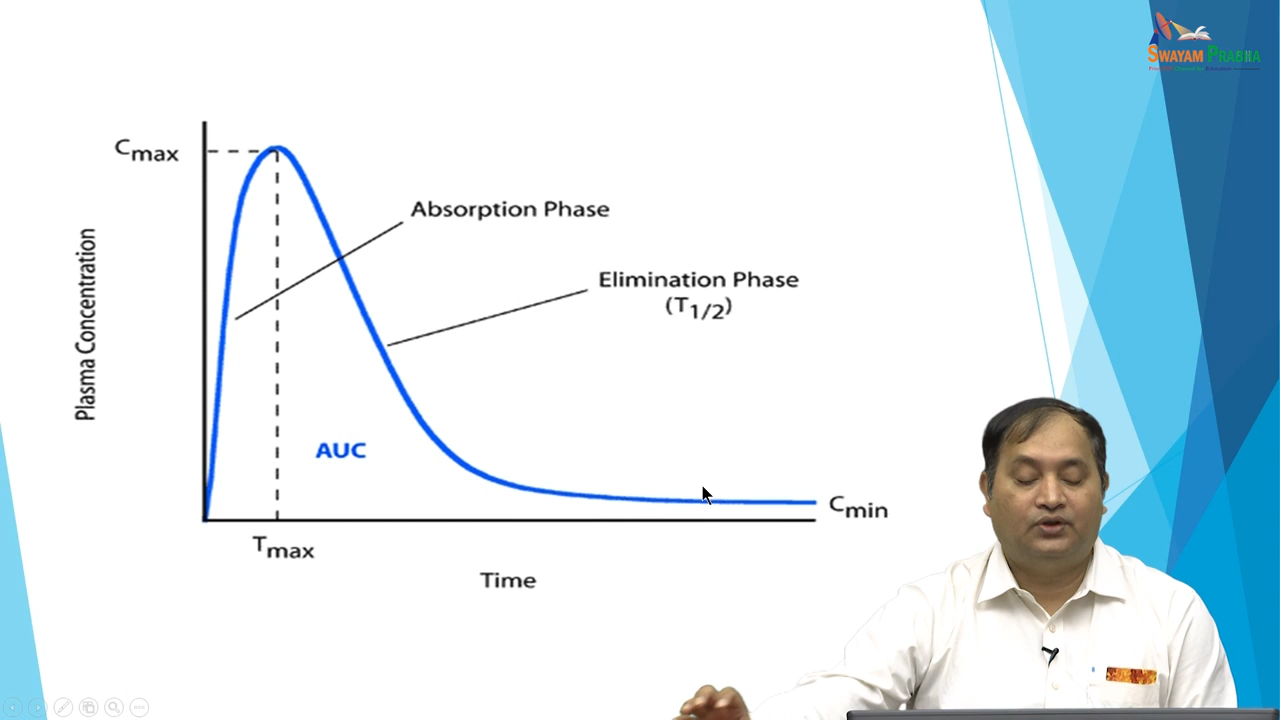 SWAYAM PRABHA
Cmax
Absorption Phase
Elimination Phase
(T1/2)
Plasma Concentration
AUC
Cmin
Tmax
Time